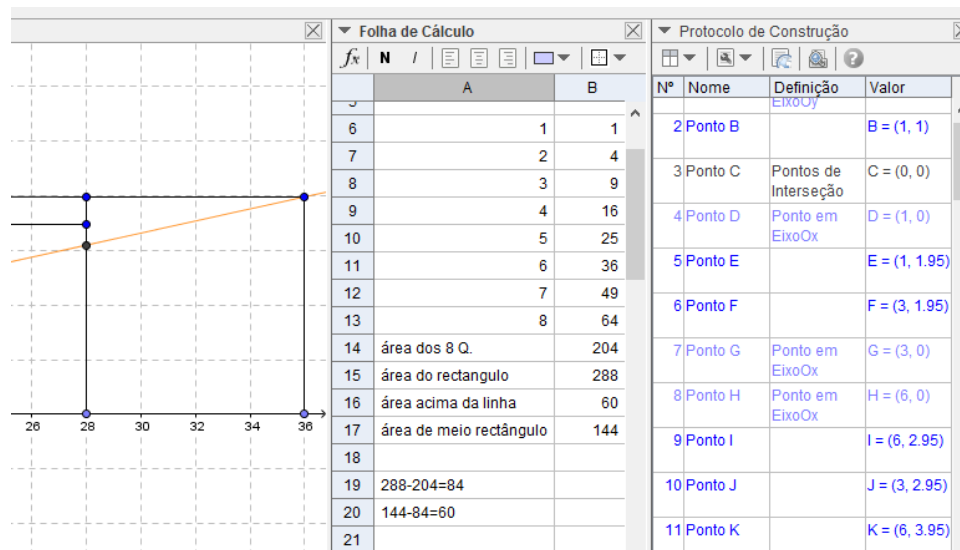 Folha de Cálculo
Protocolo de Construção
fx N I
A B
6 1 1
7 2 4
8 3 9
9 4 16
10 5 25
11 6 36
12 7 49
13 8 64
14 área dos 8 Q. 204
15 área do rectangulo 288
16 área acima da linha 60
17 área de meio rectângulo 144
18
19 288-204=84
20 144-84=60
21
26 28 30 32 34 36
Nº Nome Definição Valor
EixoOy
2 Ponto B B = (1, 1)
3 Ponto C Pontos de C = (0, 0)
Interseção
4 Ponto D Ponto em D = (1, 0)
EixoOx
5 Ponto E E = (1, 1.95)
6 Ponto F F = (3, 1.95)
7 Ponto G Ponto em G = (3, 0)
EixoOx
8 Ponto H Ponto em H = (6, 0)
EixoOx
9 Ponto I I = (6, 2.95)
10 Ponto J J = (3, 2.95)
11 Ponto K K = (6, 3.95)